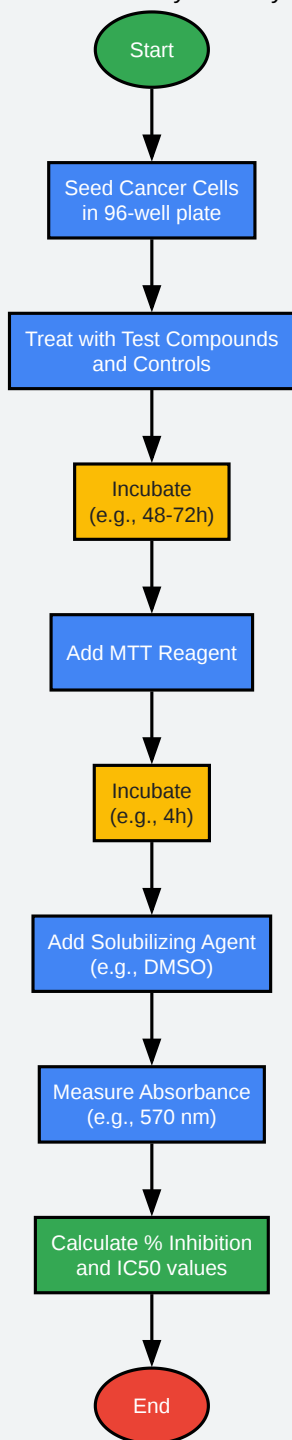 Start
Seed Cancer Cells
in 96-well plate
Treat with Test Compounds
and Controls
Incubate
(e.g., 48-72h)
Add MTT Reagent
Incubate
(e.g., 4h)
Add Solubilizing Agent
(e.g., DMSO)
Measure Absorbance
(e.g., 570 nm)
Calculate % Inhibition
and IC50 values
End